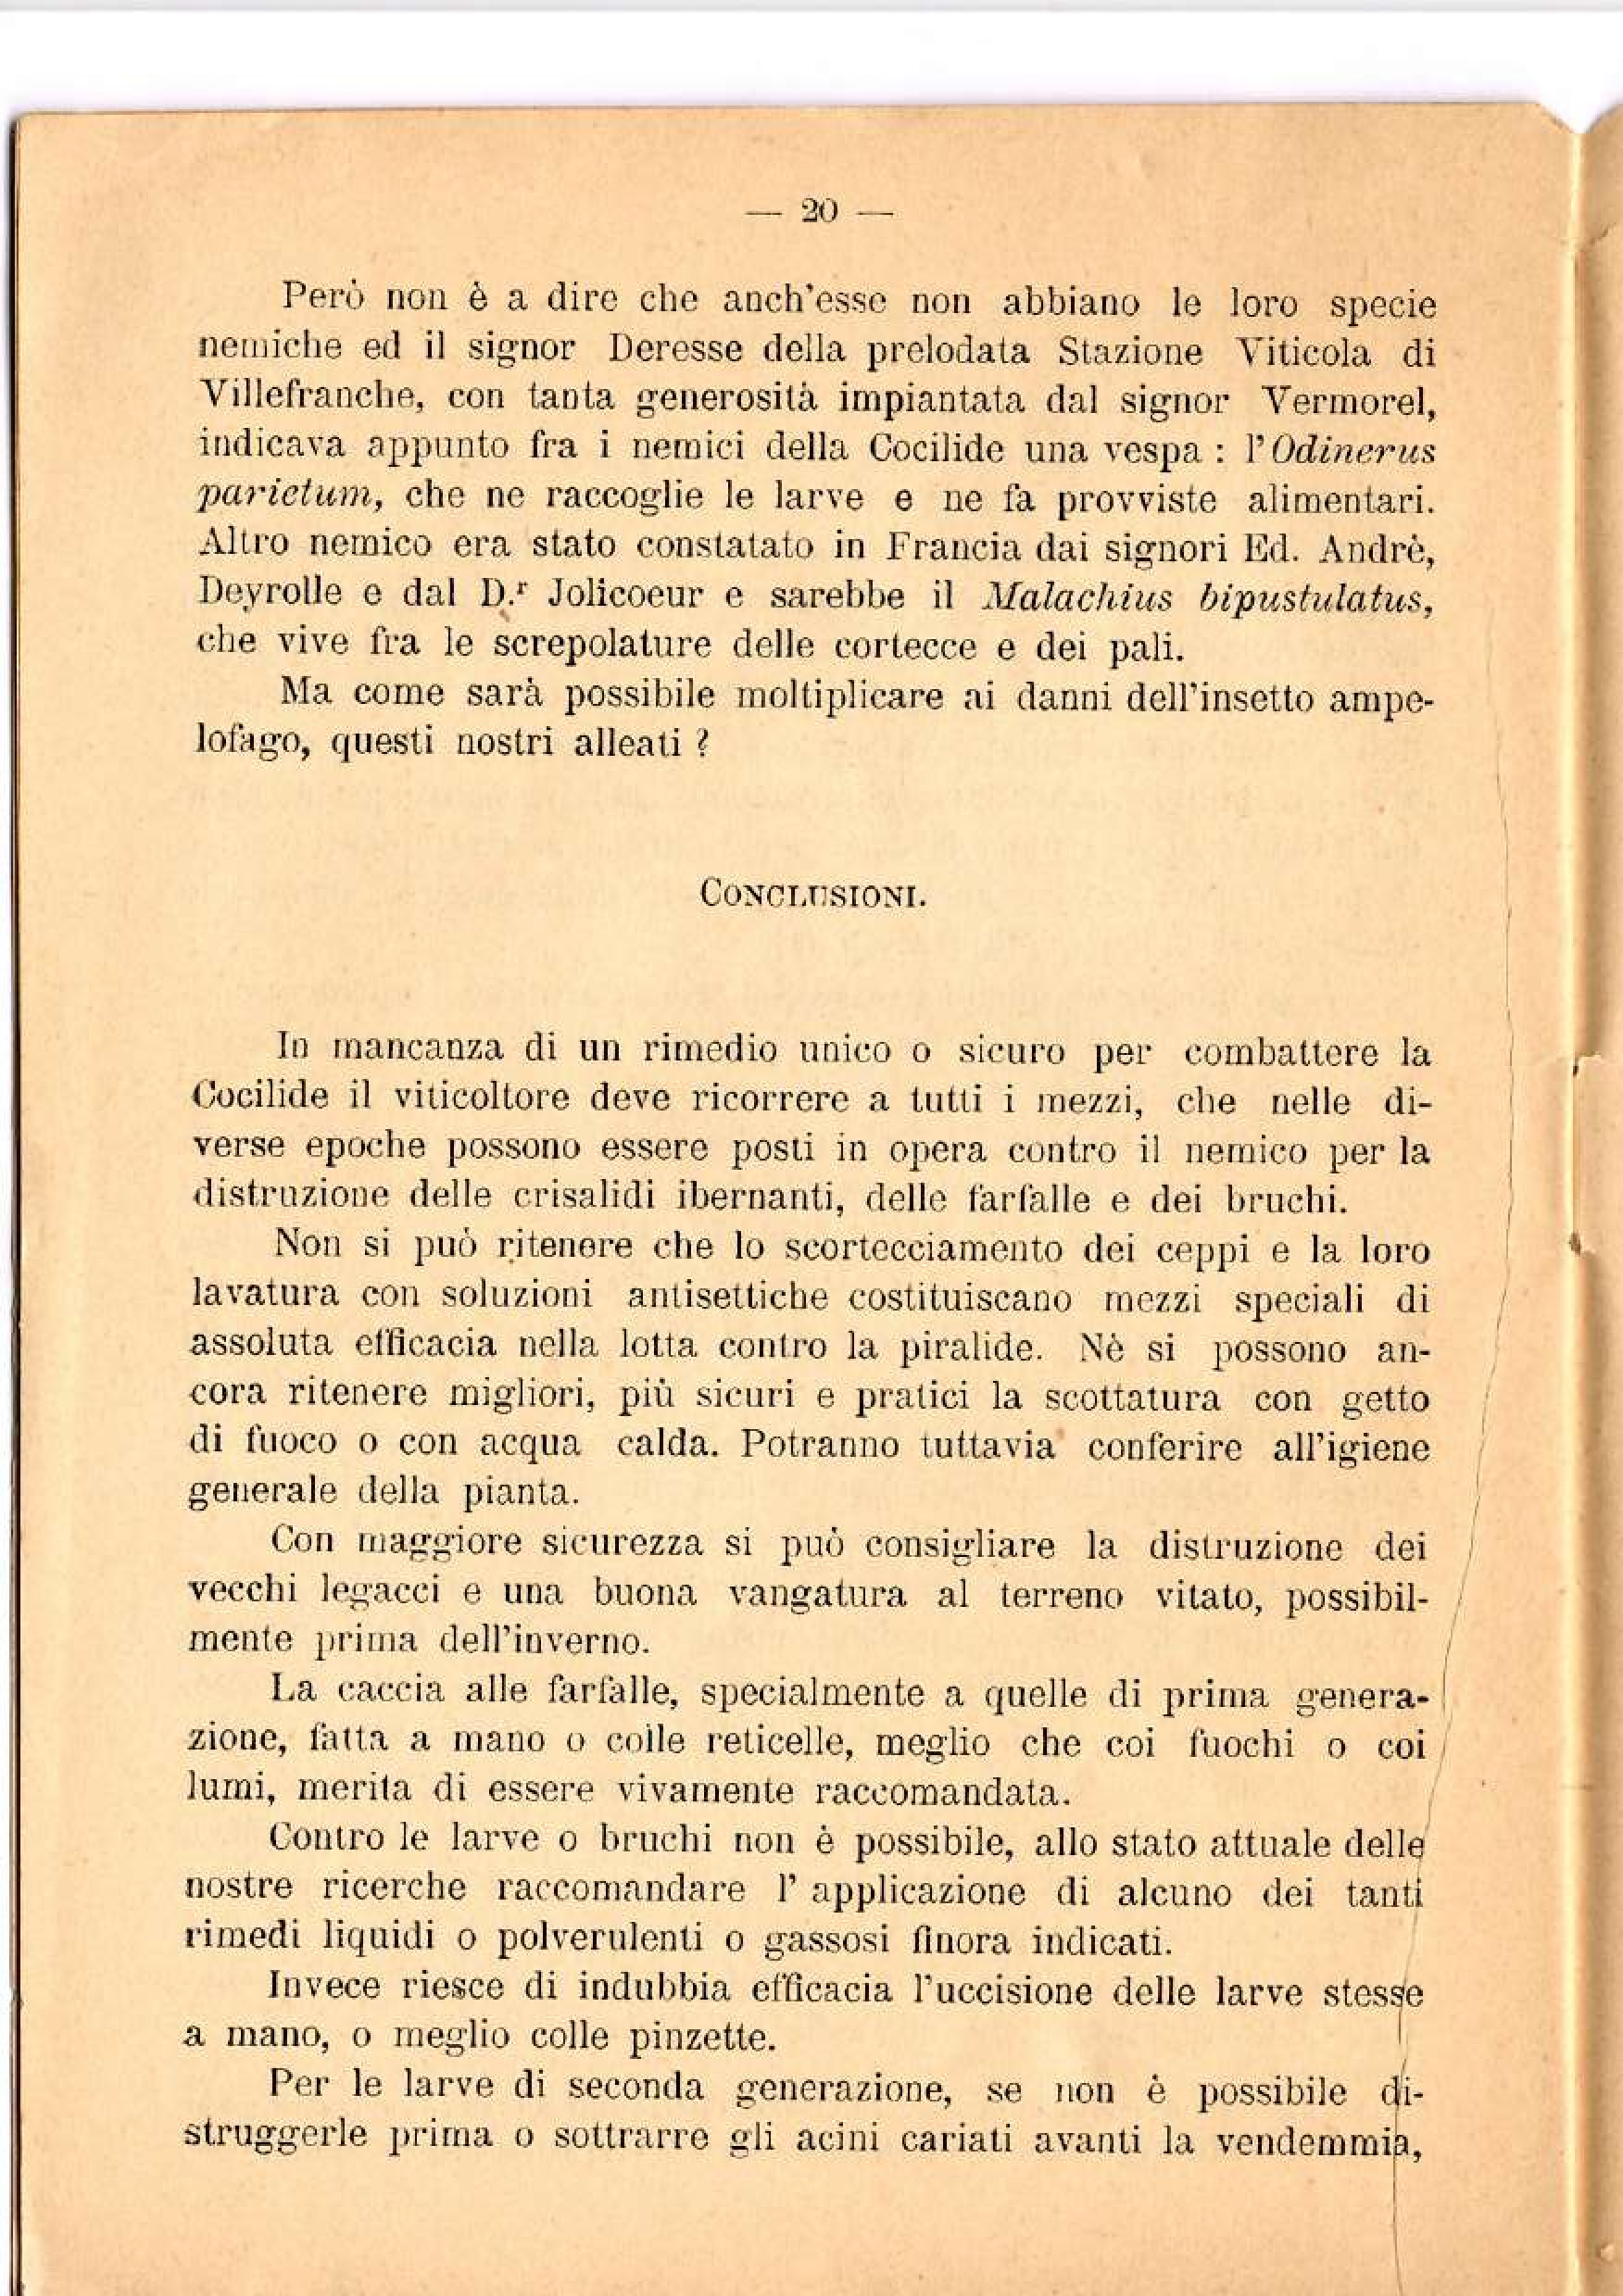 — 20 —
Però non è a dire che anch'esse non abbiano le loro specie
nemiche ed il signor Deresse della prelodata Stazione Viticola di
Villefranche, con tanta generosità impiantata dal signor Vermorel,
indicava appunto fra i nemici della Cocilide una vespa : l'Odinerus
parietum, che ne raccoglie le larve e ne fa provviste alimentari.
Altro nemico era stato constatato in Francia dai signori Ed. Andrè,
Deyrolle e dal D.r Jolicoeur e sarebbe il Malachius bipustulatus,
che vive fra le screpolature delle cortecce e dei pali.
Ma come sarà possibile moltiplicare ai danni dell'insetto ampe-
lofago, questi nostri alleati ?
CONCLUSIONI.
In mancanza di un rimedio unico o sicuro per combattere la
Cocilide il viticoltore deve ricorrere a tutti i mezzi, che nelle di-
verse epoche possono essere posti in opera contro il nemico per la
distruzione delle crisalidi ibernanti, delle farfalle e dei bruchi.
Non si può ritenere che lo scortecciamento dei ceppi e la loro
lavatura con soluzioni antisettiche costituiscano mezzi speciali di
assoluta efficacia nella lotta contro la piralide. Nè si possono an-
cora ritenere migliori, più sicuri e pratici la scottatura con getto
di fuoco o con acqua calda. Potranno tuttavia conferire all'igiene
generale della pianta.
Con maggiore sicurezza si può consigliare la distruzione dei
vecchi legacci e una buona vangatura al terreno vitato, possibil-
mente prima dell'inverno.
La caccia alle farfalle, specialmente a quelle di prima genera-
zione, fatta a mano o colle reticelle, meglio che coi fuochi o coi
lumi, merita di essere vivamente raccomandata.
Contro le larve o bruchi non è possibile, allo stato attuale delle
nostre ricerche raccomandare l' applicazione di alcuno dei tanti
rimedi liquidi o polverulenti o gassosi finora indicati.
Invece riesce di indubbia efficacia l'uccisione delle larve stesse
a mano, o meglio colle pinzette.
Per le larve di seconda generazione, se non è possibile di-
struggerle prima o sottrarre gli acini cariati avanti la vendemmia,